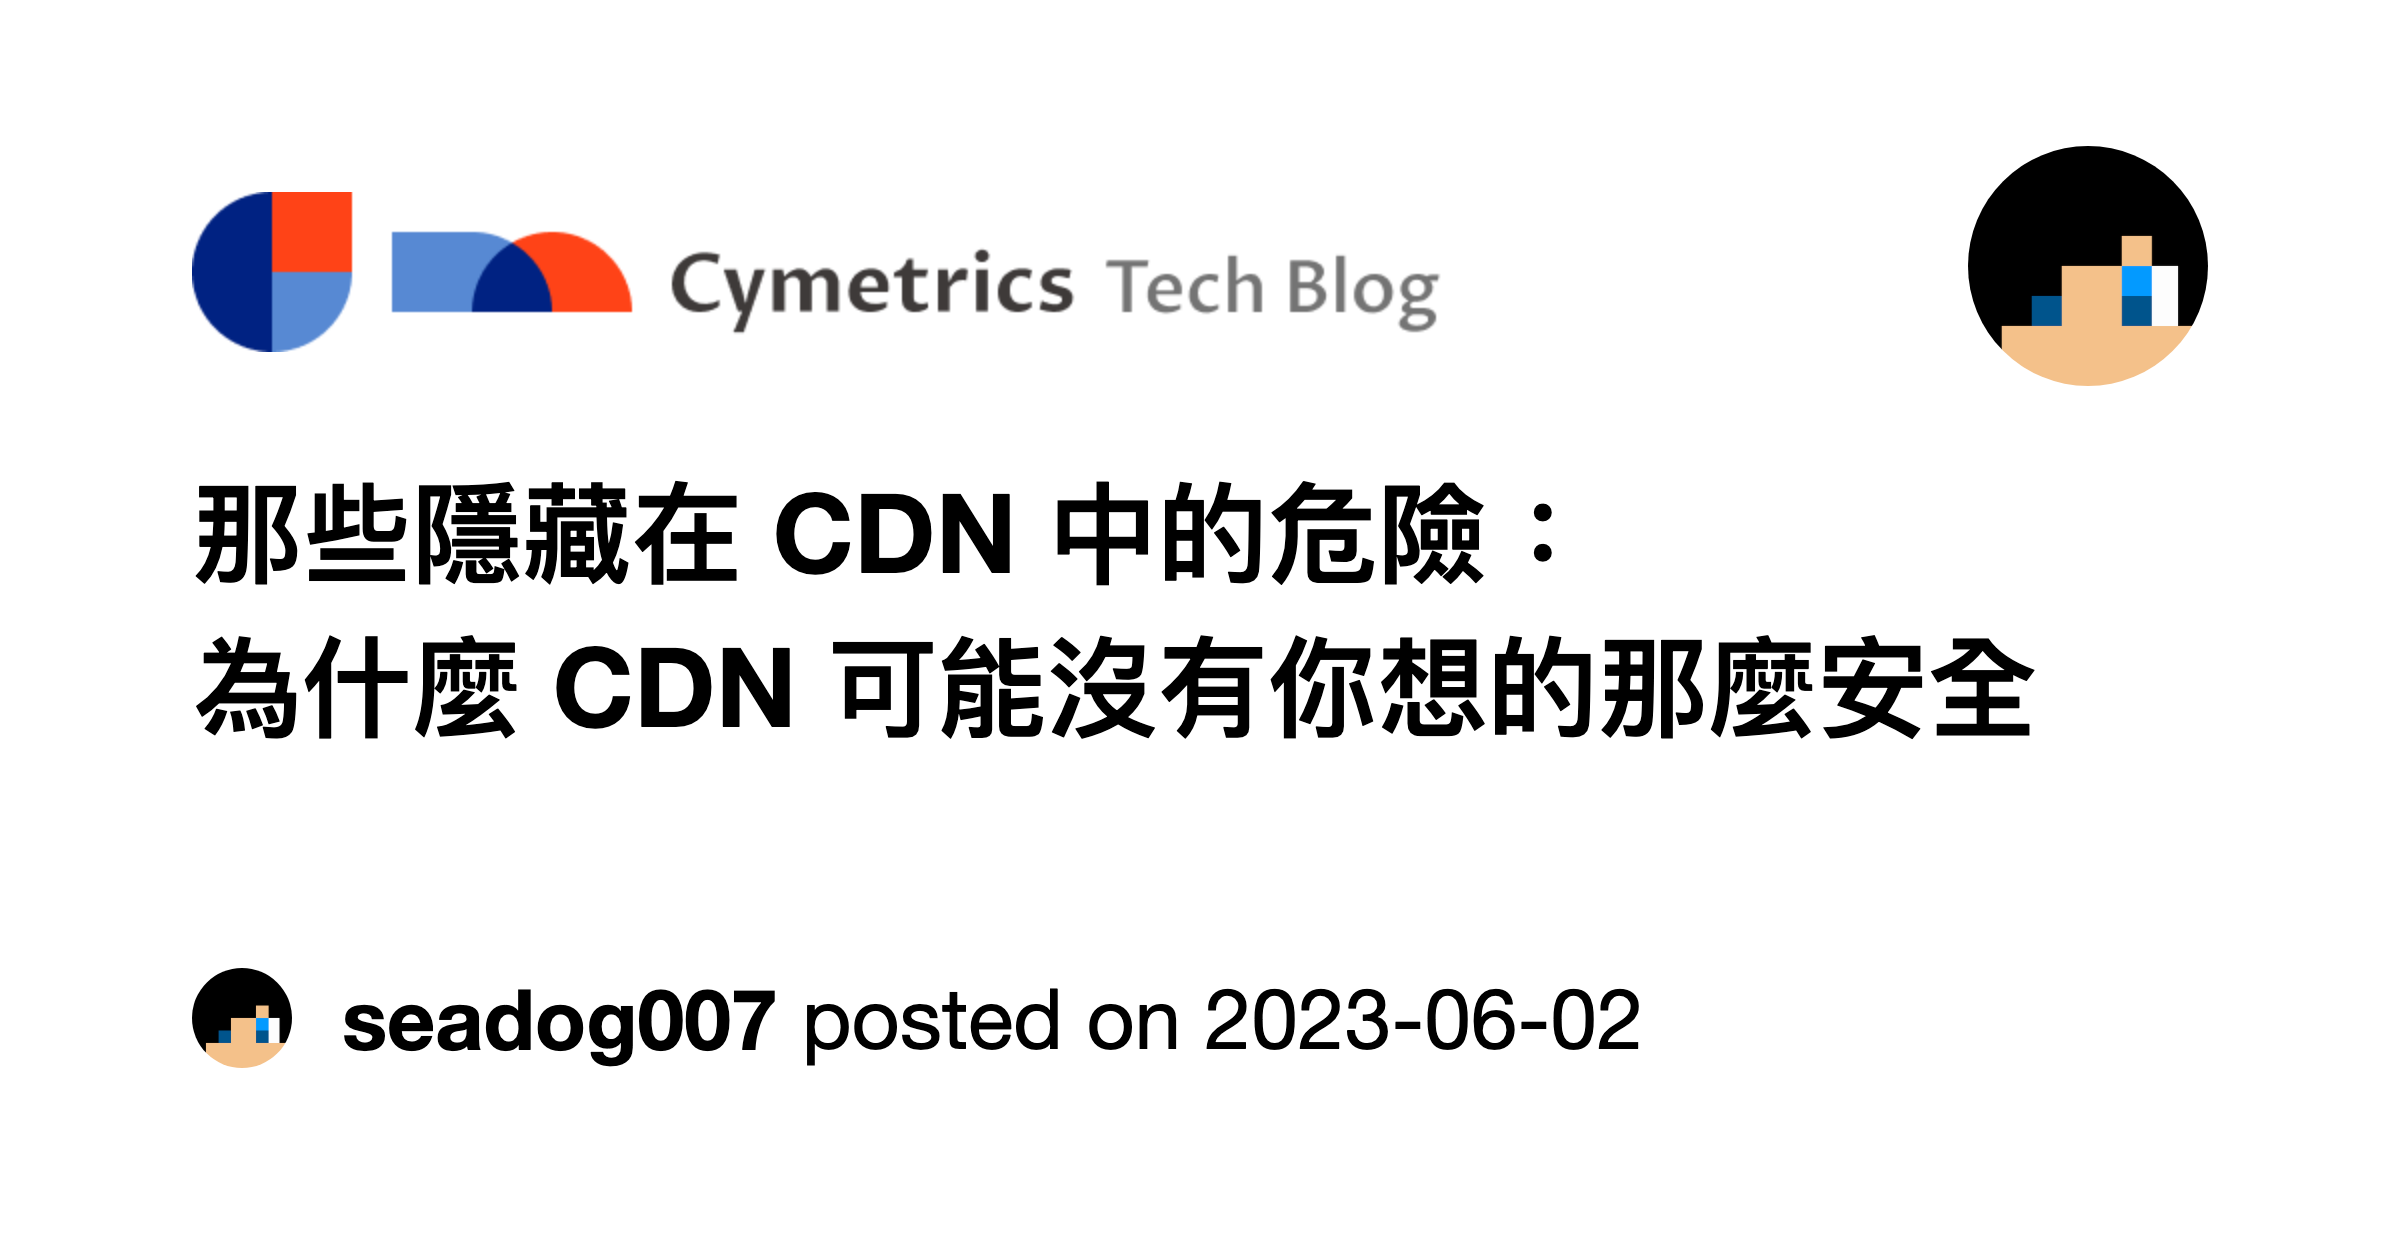 Cymetrics Tech Blog
那些隱藏在 CDN 中的危險：
為什麼 CDN 可能沒有你想的那麼安全
seadog007 posted on 2023-06-02